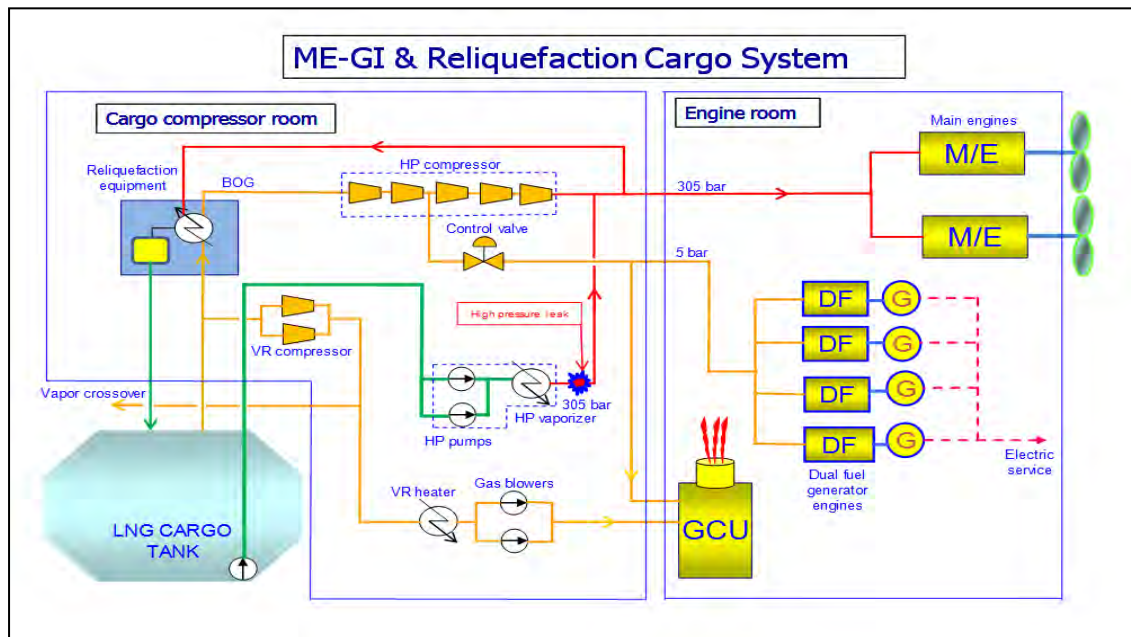 ME-GI & Reliquefaction Cargo System
Cargo compressor room
Engine room
Main engines
M/E
HP compressor
Reliquefaction
equipment
BOG
305 bar
M/E
Control valve
5 bar
DF
G
High pressure leak
DF
G
VR compressor
Vapor crossover
305 bar
HP vaporizer
HP pumps
DF
G
DF
G
Electric
service
Dual fuel
generator
engines
VR heater
Gas blowers
GCU
LNG CARGO
TANK